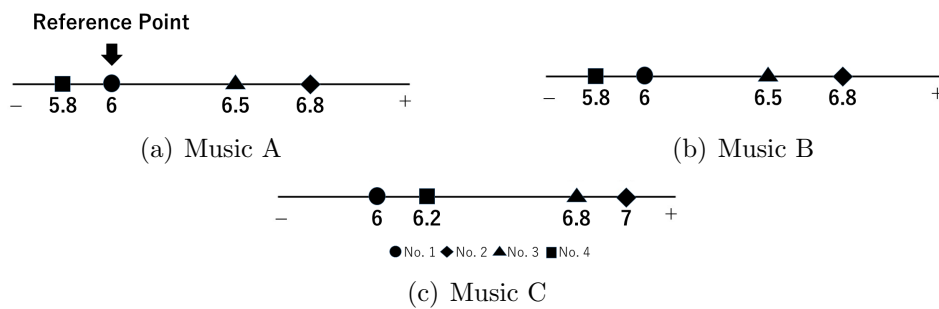 Reference Point
− 5.8 6 6.5 6.8 +
(a) Music A
− 5.8 6 6.5 6.8 +
(b) Music B
− 6 6.2 6.8 7 +
No. 1 No. 2 No. 3 No. 4
(c) Music C